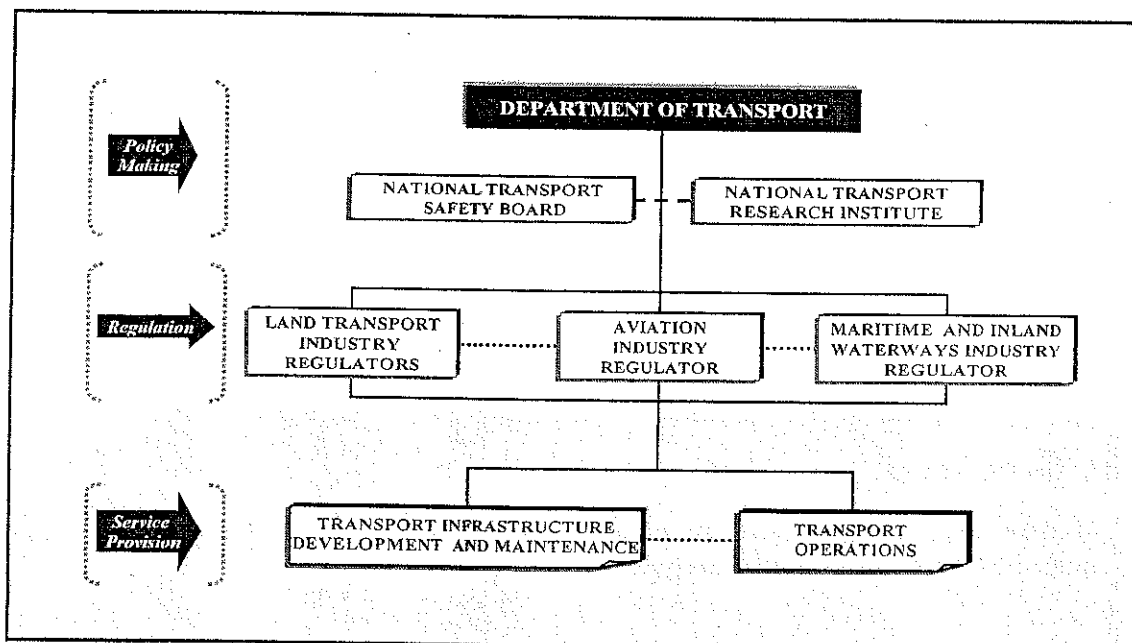 DEPARTMENT OF TRANSPORT
Policy
Making
NATIONAL TRANSPORT
SAFETY BOARD
NATIONAL TRANSPORT
RESEARCH INSTITUTE
Regulation
LAND TRANSPORT
INDUSTRY
REGULATORS
AVIATION
INDUSTRY
REGULATOR
MARITIME AND INLAND
WATERWAYS INDUSTRY
REGULATOR
Service
Provision
TRANSPORT INFRASTRUCTURE
DEVELOPMENT AND MAINTENANCE
TRANSPORT
OPERATIONS